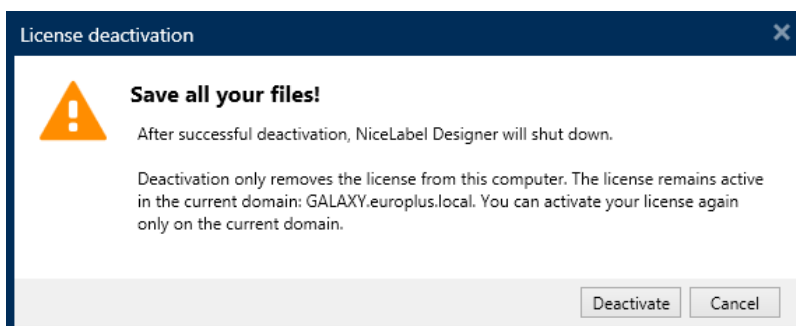 License deactivation
Save all your files!
After successful deactivation, NiceLabel Designer will shut down.
Deactivation only removes the license from this computer. The license remains active
in the current domain: GALAXY.europlus.local. You can activate your license again
only on the current domain.
Deactivate Cancel